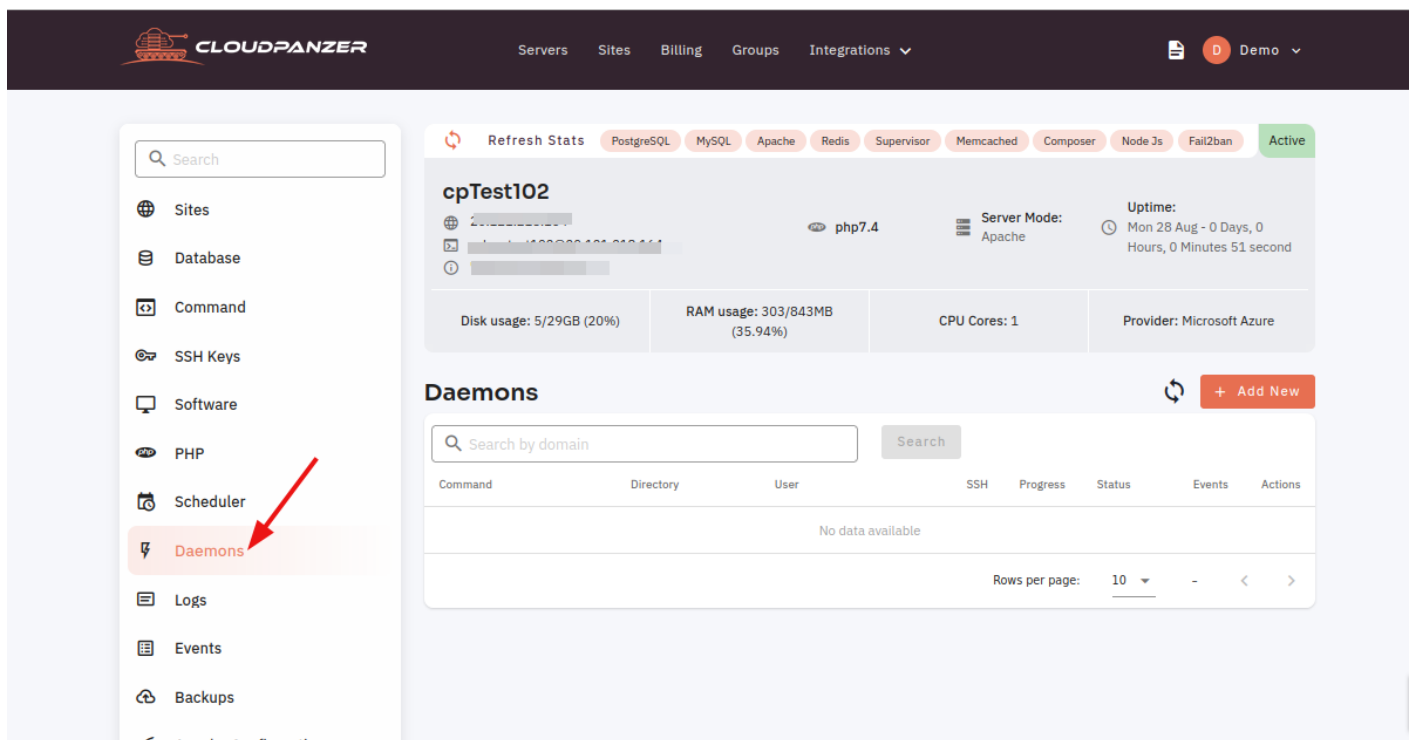 CLOUDPANZER
Servers Sites Billing Groups Integrations
D Demo
Search
Sites
Database
Command
SSH Keys
Software
PHP
Scheduler
Daemons
Logs
Events
Backups
Refresh Stats PostgreSQL MySQL Apache Redis Supervisor Memcached Composer Node Js Fail2ban Active
cpTest102
php php7.4
Server Mode:
Apache
Uptime:
Mon 28 Aug - 0 Days, 0
Hours, 0 Minutes 51 second
Disk usage: 5/29GB (20%)
RAM usage: 303/843MB
(35.94%)
CPU Cores: 1
Provider: Microsoft Azure
Daemons
+ Add New
Search by domain
Search
Command Directory User SSH Progress Status Events Actions
No data available
Rows per page: 10 -